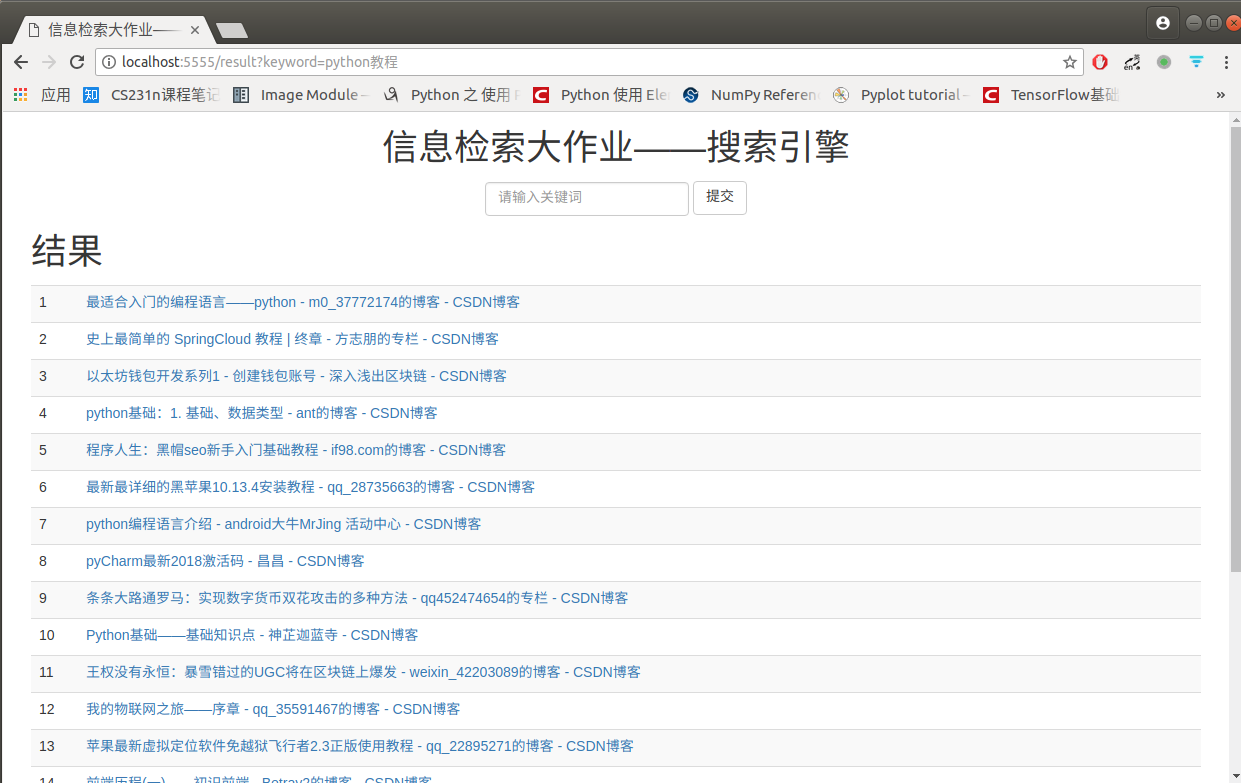 信息检索大作业——
localhost:5555/result?keyword=python教程
应用 知 CS231n课程笔记 Image Module – Python 之 使用 P Python 使用 Ele NumPy Referen Pyplot tutorial – TensorFlow基础 »
信息检索大作业——搜索引擎
请输入关键词 提交
结果
1 最适合入门的编程语言——python - m0_37772174的博客 - CSDN博客
2 史上最简单的 SpringCloud 教程 | 终章 - 方志朋的专栏 - CSDN博客
3 以太坊钱包开发系列1 - 创建钱包账号 - 深入浅出区块链 - CSDN博客
4 python基础：1. 基础、数据类型 - ant的博客 - CSDN博客
5 程序人生：黑帽seo新手入门基础教程 - if98.com的博客 - CSDN博客
6 最新最详细的黑苹果10.13.4安装教程 - qq_28735663的博客 - CSDN博客
7 python编程语言介绍 - android大牛MrJing 活动中心 - CSDN博客
8 pyCharm最新2018激活码 - 昌昌 - CSDN博客
9 条条大路通罗马：实现数字货币双花攻击的多种方法 - qq452474654的专栏 - CSDN博客
10 Python基础——基础知识点 - 神芷迦蓝寺 - CSDN博客
11 王权没有永恒：暴雪错过的UGC将在区块链上爆发 - weixin_42203089的博客 - CSDN博客
12 我的物联网之旅——序章 - qq_35591467的博客 - CSDN博客
13 苹果最新虚拟定位软件免越狱飞行者2.3正版使用教程 - qq_22895271的博客 - CSDN博客
14 前端历程(一)——初识前端 - Betray2的博客 - CSDN博客